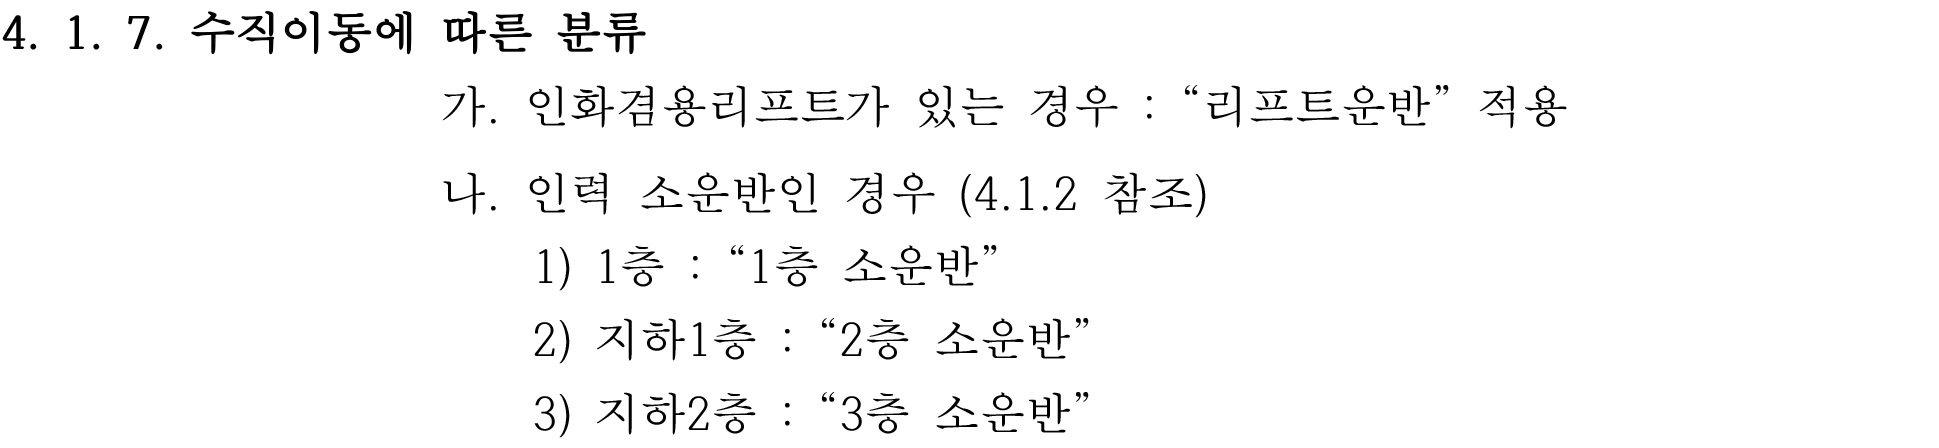 4. 1. 7. 수직이동에 따른 분류
가. 인화겸용리프트가 있는 경우 : “리프트운반” 적용
나. 인력 소운반인 경우 (4.1.2 참조)
1) 1층 : “1층 소운반”
2) 지하1층 : “2층 소운반”
3) 지하2층 : “3층 소운반”